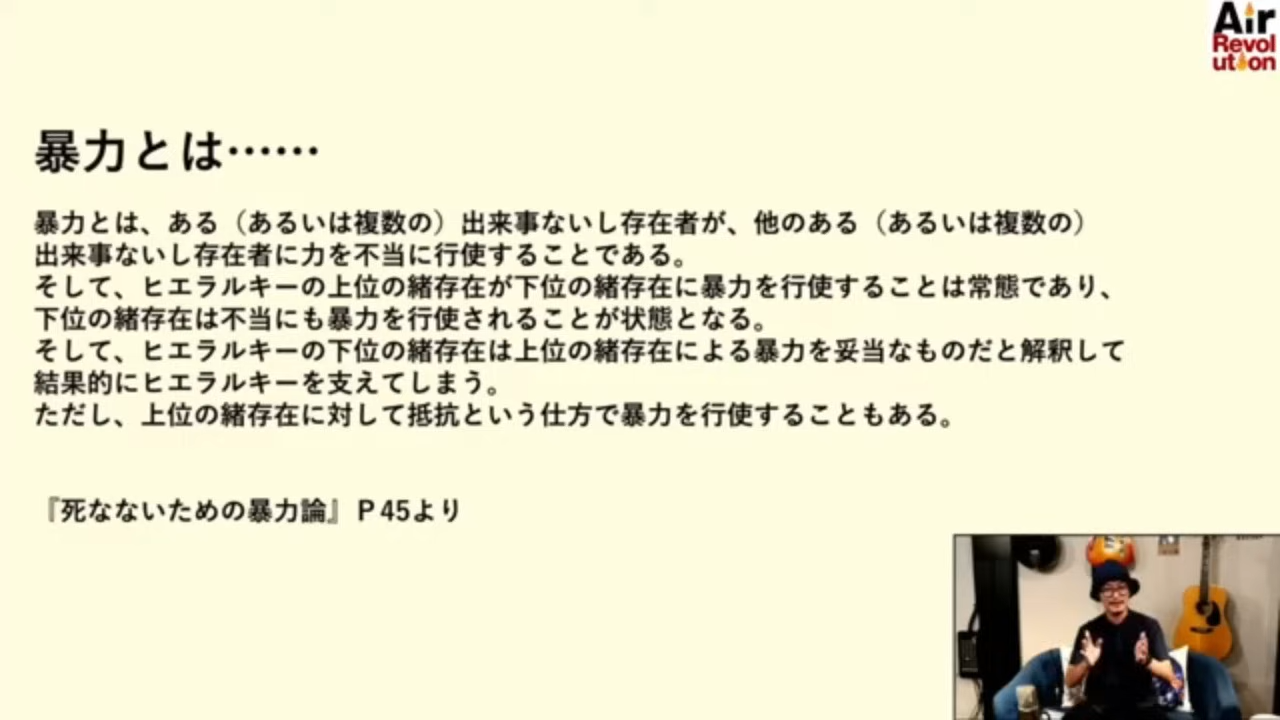 Air
Revol
ution
暴力とは……
暴力とは、ある（あるいは複数の）出来事ないし存在者が、他のある（あるいは複数の）
出来事ないし存在者に力を不当に行使することである。
そして、ヒエラルキーの上位の緒存在が下位の緒存在に暴力を行使することは常態であり、
下位の緒存在は不当にも暴力を行使されることが状態となる。
そして、ヒエラルキーの下位の緒存在は上位の緒存在による暴力を妥当なものだと解釈して
結果的にヒエラルキーを支えてしまう。
ただし、上位の緒存在に対して抵抗という仕方で暴力を行使することもある。
『死なないための暴力論』Ｐ45より